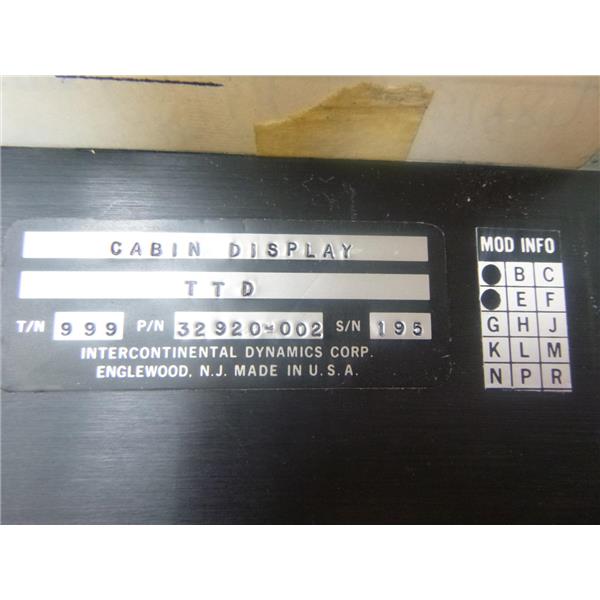 CABIN DISPLAY
TTD
T/N 999 P/N 32920-002 S/N 195
INTERCONTINENTAL DYNAMICS CORP.
ENGLEWOOD, N.J. MADE IN U.S.A.
MOD INFO
B C
E F
G H J
K L M
N P R